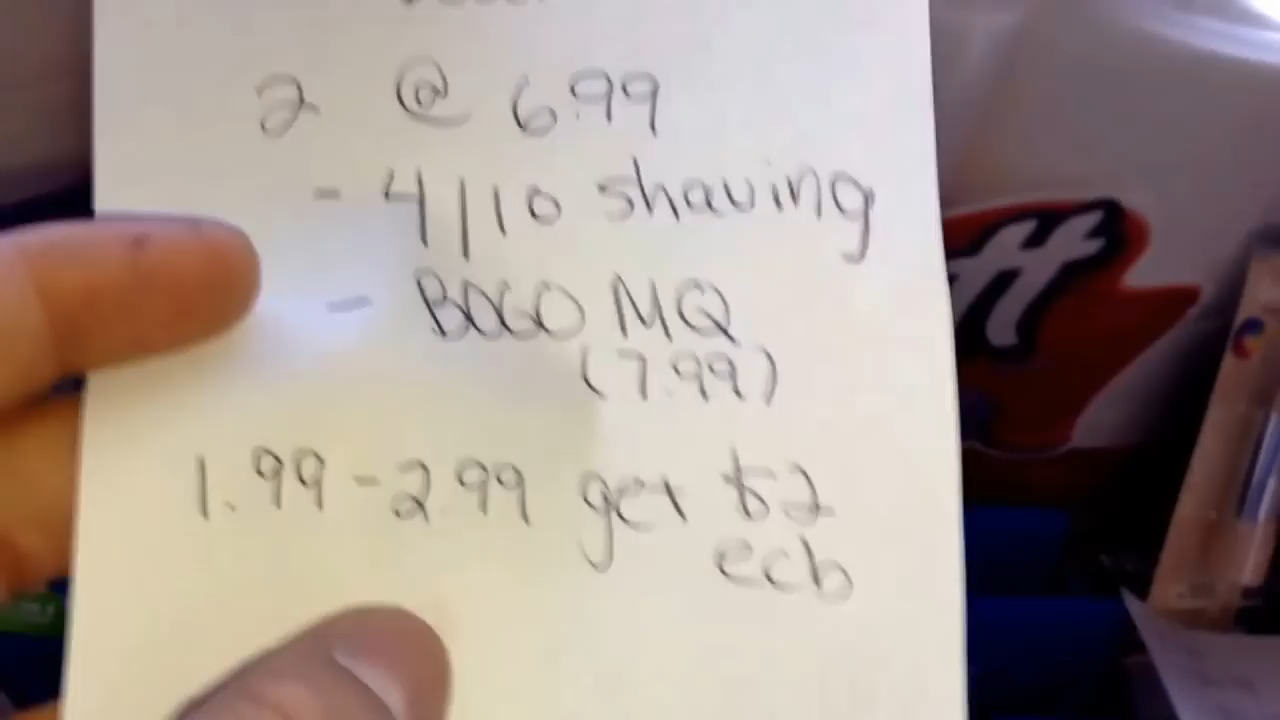 2 @ 6.99
- 4/10 shaving
- BOGO MQ
(7.99)
1.99 - 2.99 get $2
ecb
H